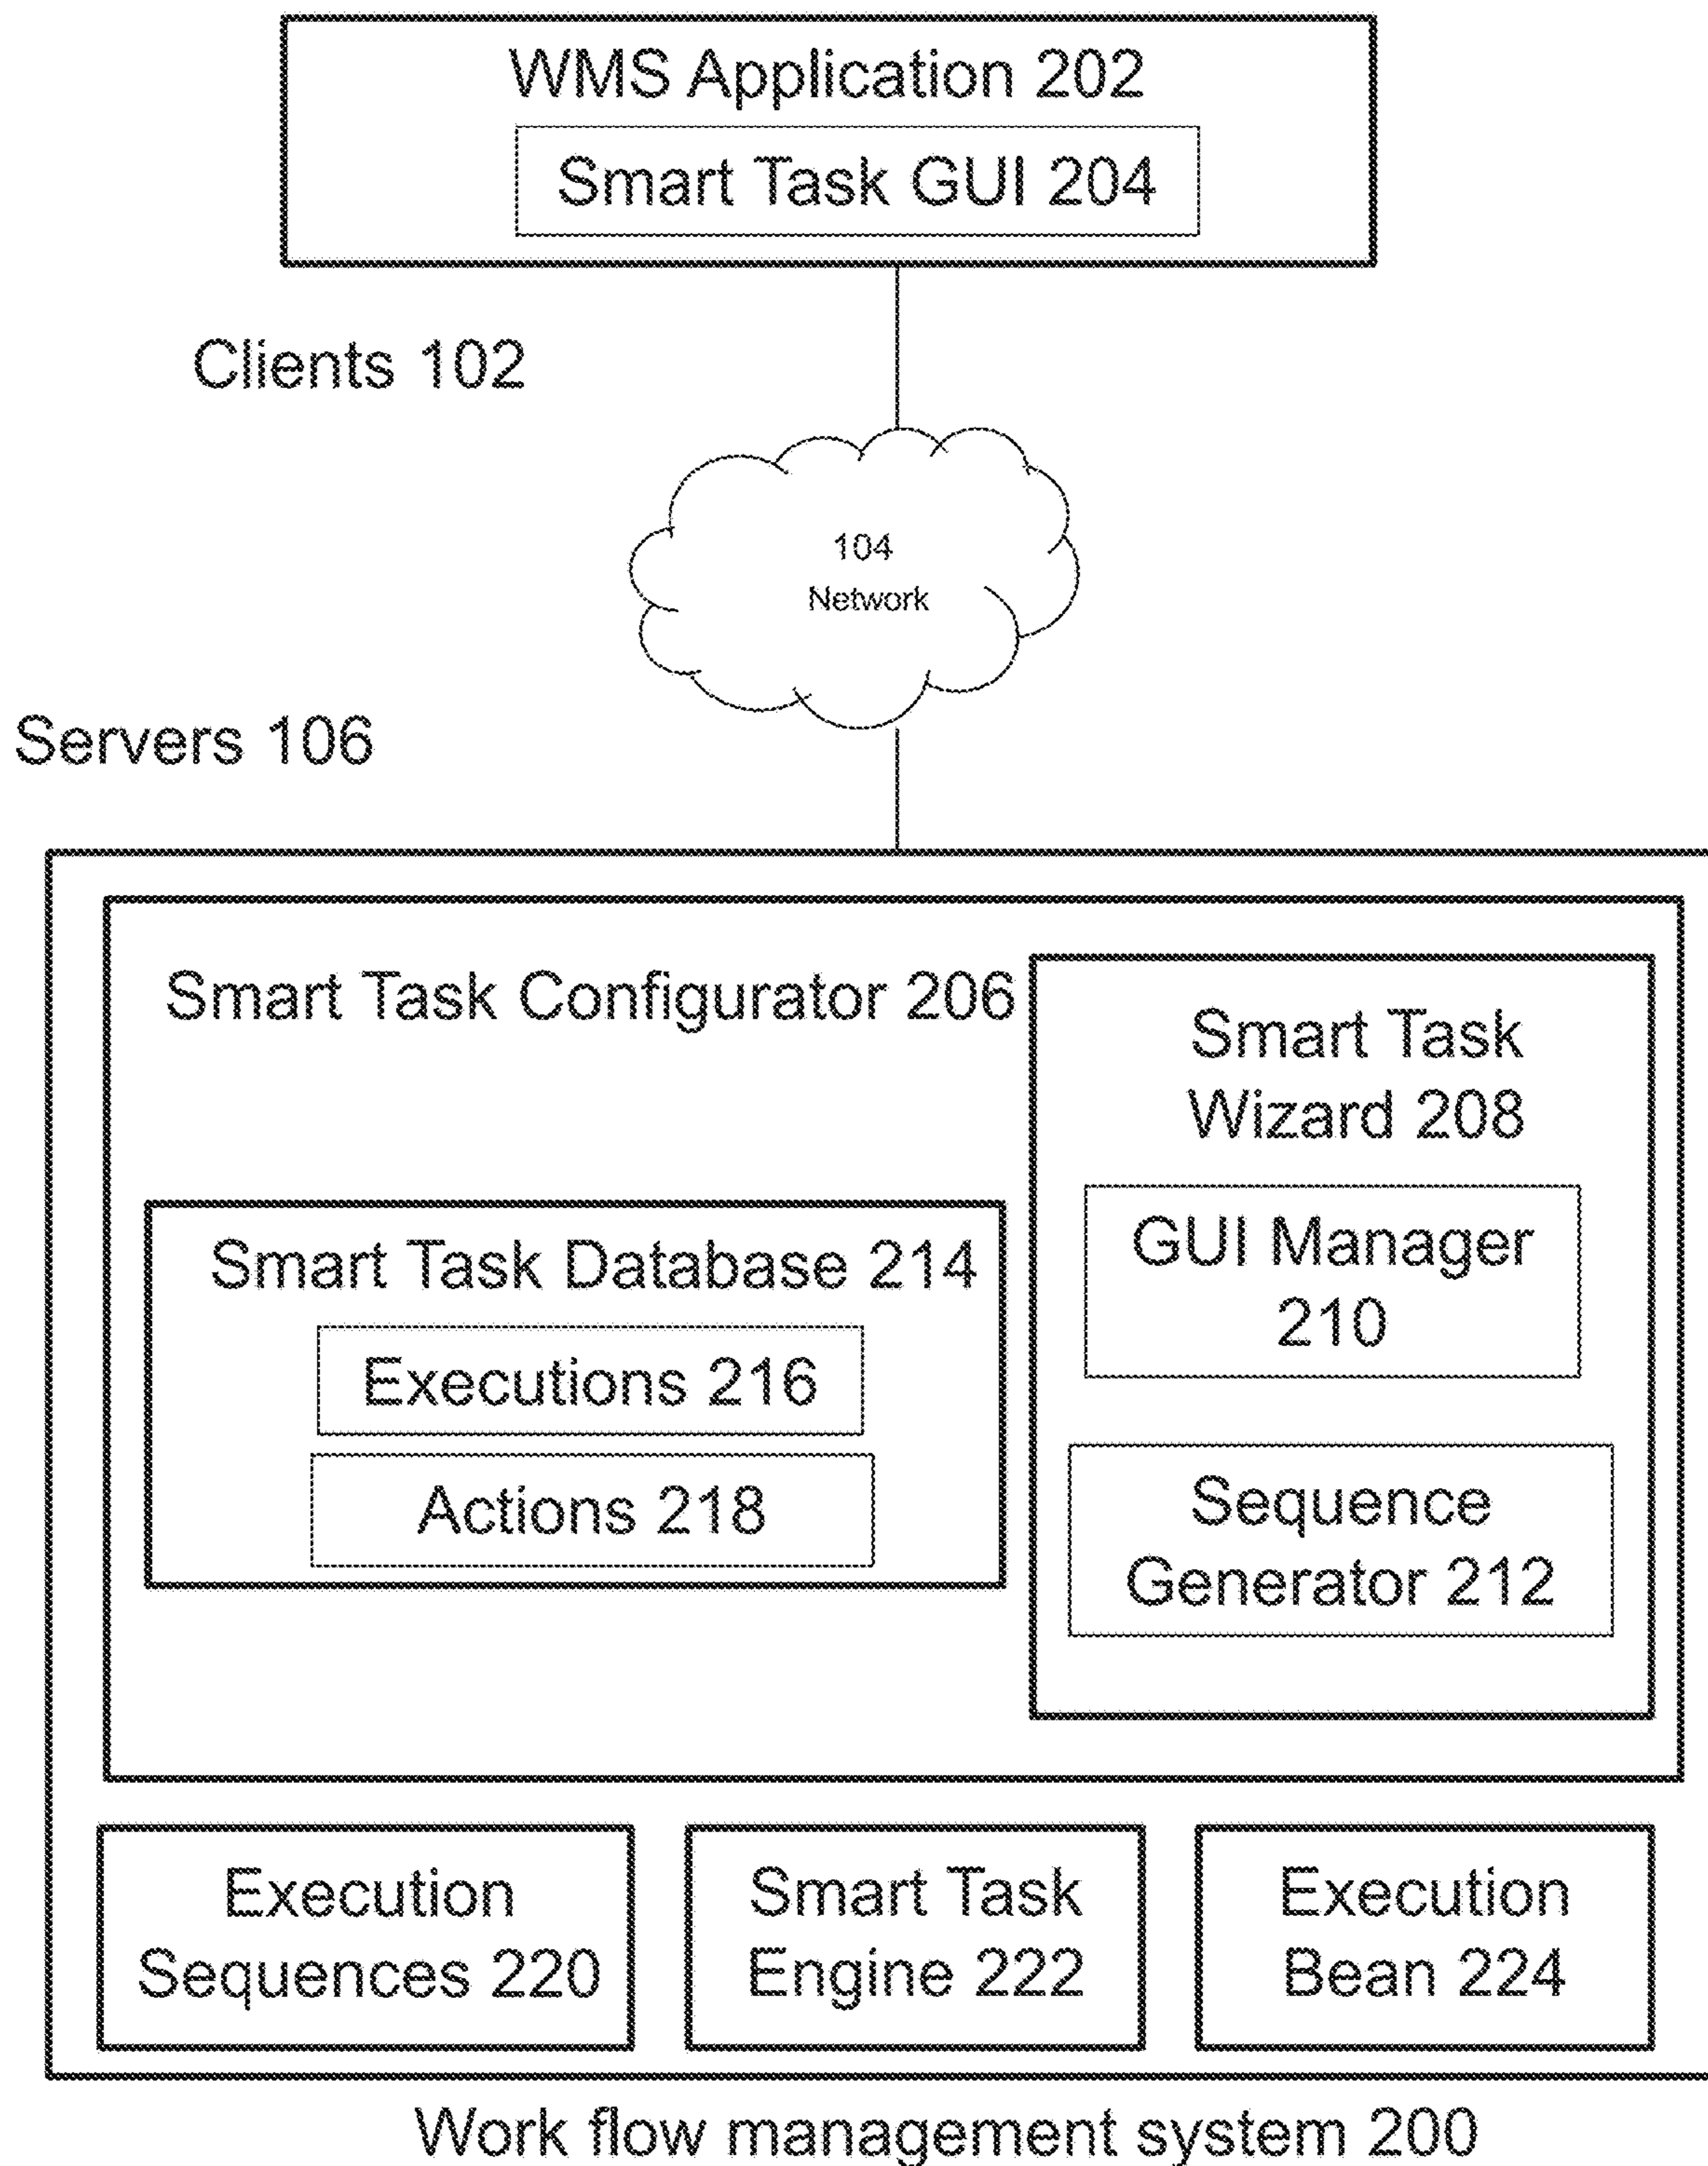 WMS Application 202
Smart Task GUI 204
Clients 102
104
Network
Servers 106
Smart Task Configurator 206
Smart Task
Wizard 208
GUI Manager
210
Sequence
Generator 212
Smart Task Database 214
Executions 216
Actions 218
Execution
Sequences 220
Smart Task
Engine 222
Execution
Bean 224
Work flow management system 200